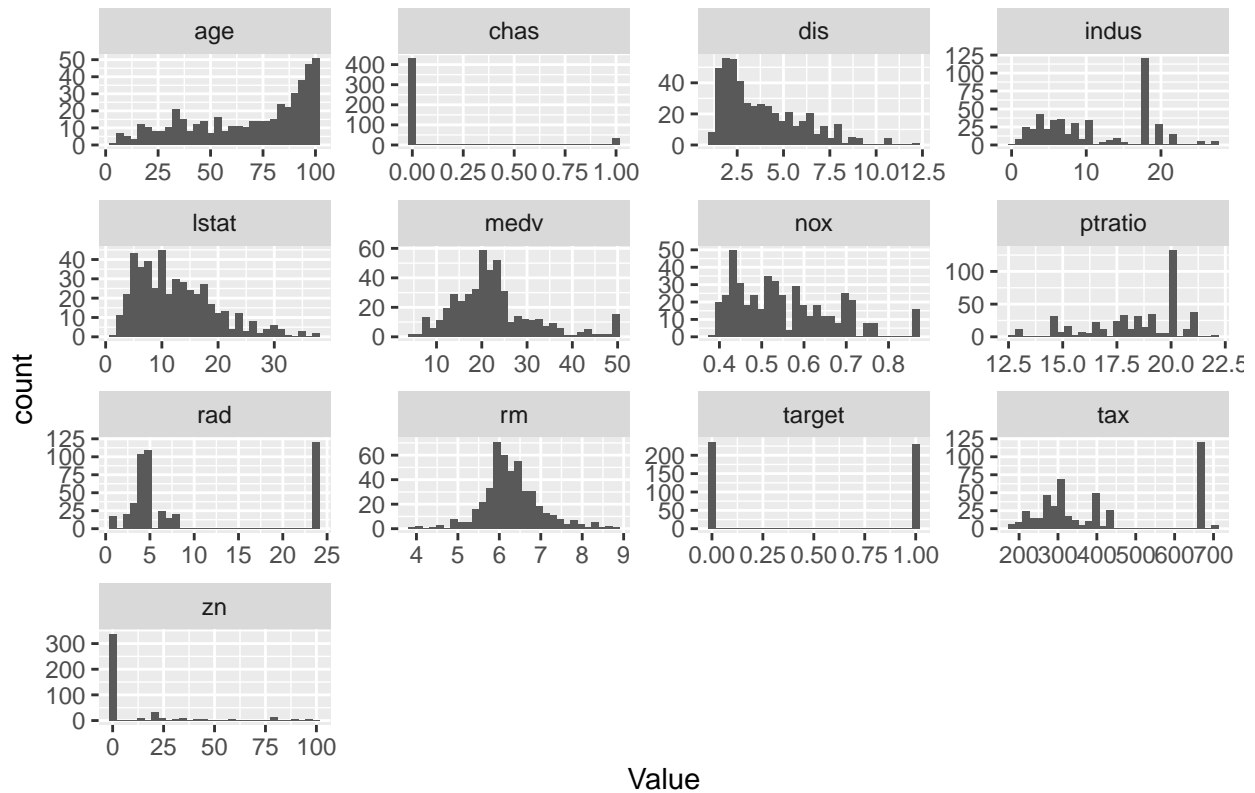 age chas dis indus
50 40 30 20 10 0
400 300 200 100 0
40 20 0
125 100 75 50 25 0
0 25 50 75 100 0.00 0.25 0.50 0.75 1.00 2.5 5.0 7.5 10.0 12.5 0 10 20
lstat medv nox ptratio
40 30 20 10 0
60 40 20 0
50 40 30 20 10 0
100 50 0
0 10 20 30 10 20 30 40 50 0.4 0.5 0.6 0.7 0.8 12.5 15.0 17.5 20.0 22.5
count
rad rm target tax
125 100 75 50 25 0
60 40 20 0
200 150 100 50 0
125 100 75 50 25 0
0 5 10 15 20 25 4 5 6 7 8 9 0.00 0.25 0.50 0.75 1.00 200 300 400 500 600 700
zn
300 200 100 0
0 25 50 75 100
Value